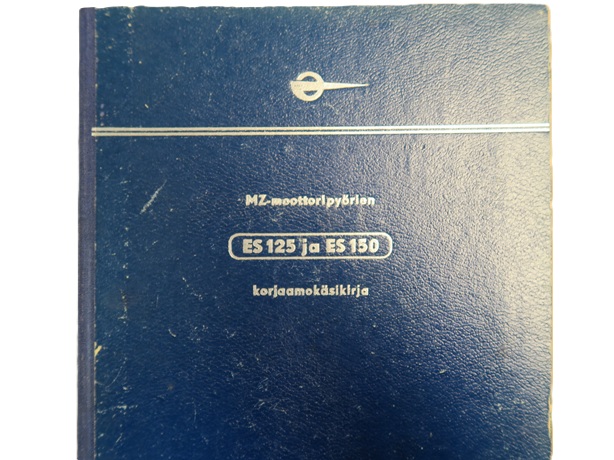 MZ-moottoripyörien
ES 125 ja ES 150
korjaamokäsikirja